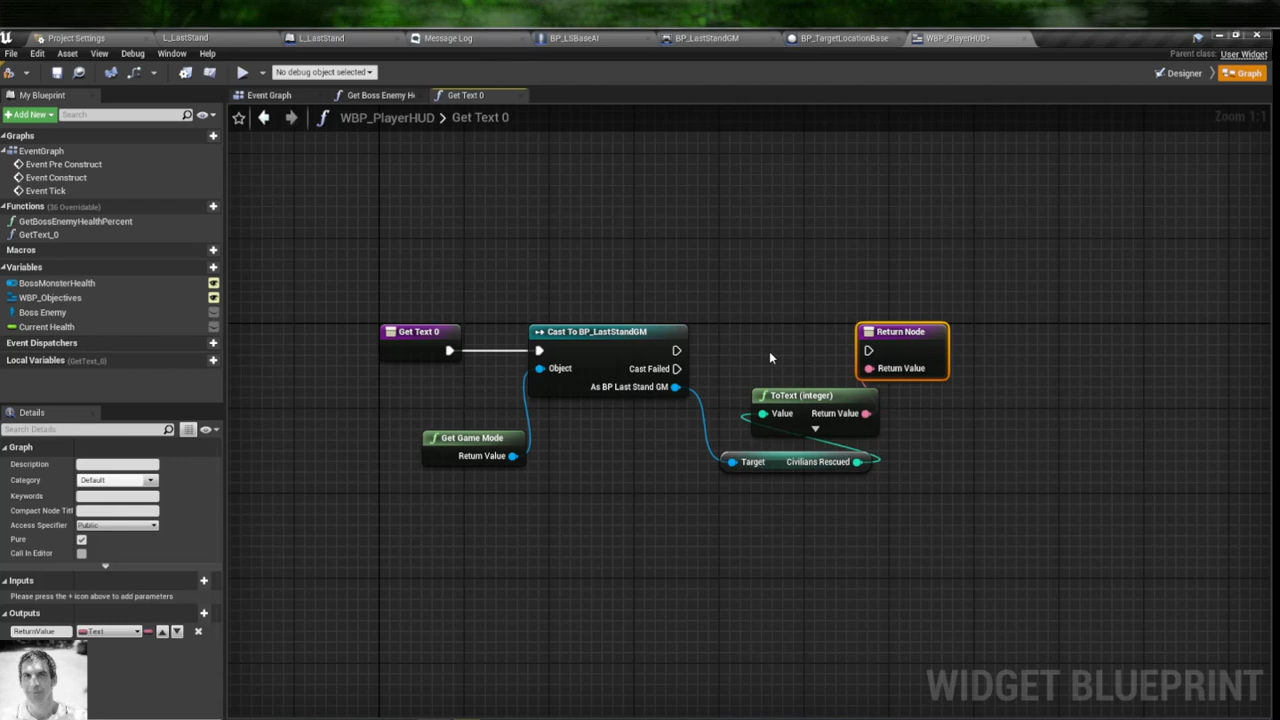 Project Settings
L_LastStand
L_LastStand
Message Log
BP_LSBaseAI
BP_LastStandGM
BP_TargetLocationBase
WBP_PlayerHUD*
File Edit Asset View Debug Window Help
Parent class: User Widget
No debug object selected
Designer
Graph
My Blueprint
Event Graph
Get Boss Enemy He
Get Text 0
Add New
Search
WBP_PlayerHUD > Get Text 0
Zoom 1:1
Graphs
EventGraph
Event Pre Construct
Event Construct
Event Tick
Functions (36 Overridable)
GetBossEnemyHealthPercent
GetText_0
Macros
Variables
BossMonsterHealth
WBP_Objectives
Boss Enemy
Current Health
Event Dispatchers
Local Variables (GetText_0)
Get Text 0
Cast To BP_LastStandGM
Object
Cast Failed
As BP Last Stand GM
Get Game Mode
Return Value
ToText (integer)
Value
Return Value
Target
Civilians Rescued
Return Node
Return Value
Details
Search Details
Graph
Description
Category
Default
Keywords
Compact Node Titl
Access Specifier
Public
Pure
Call In Editor
Inputs
Please press the + icon above to add parameters
Outputs
ReturnValue
Text
WIDGET BLUEPRINT